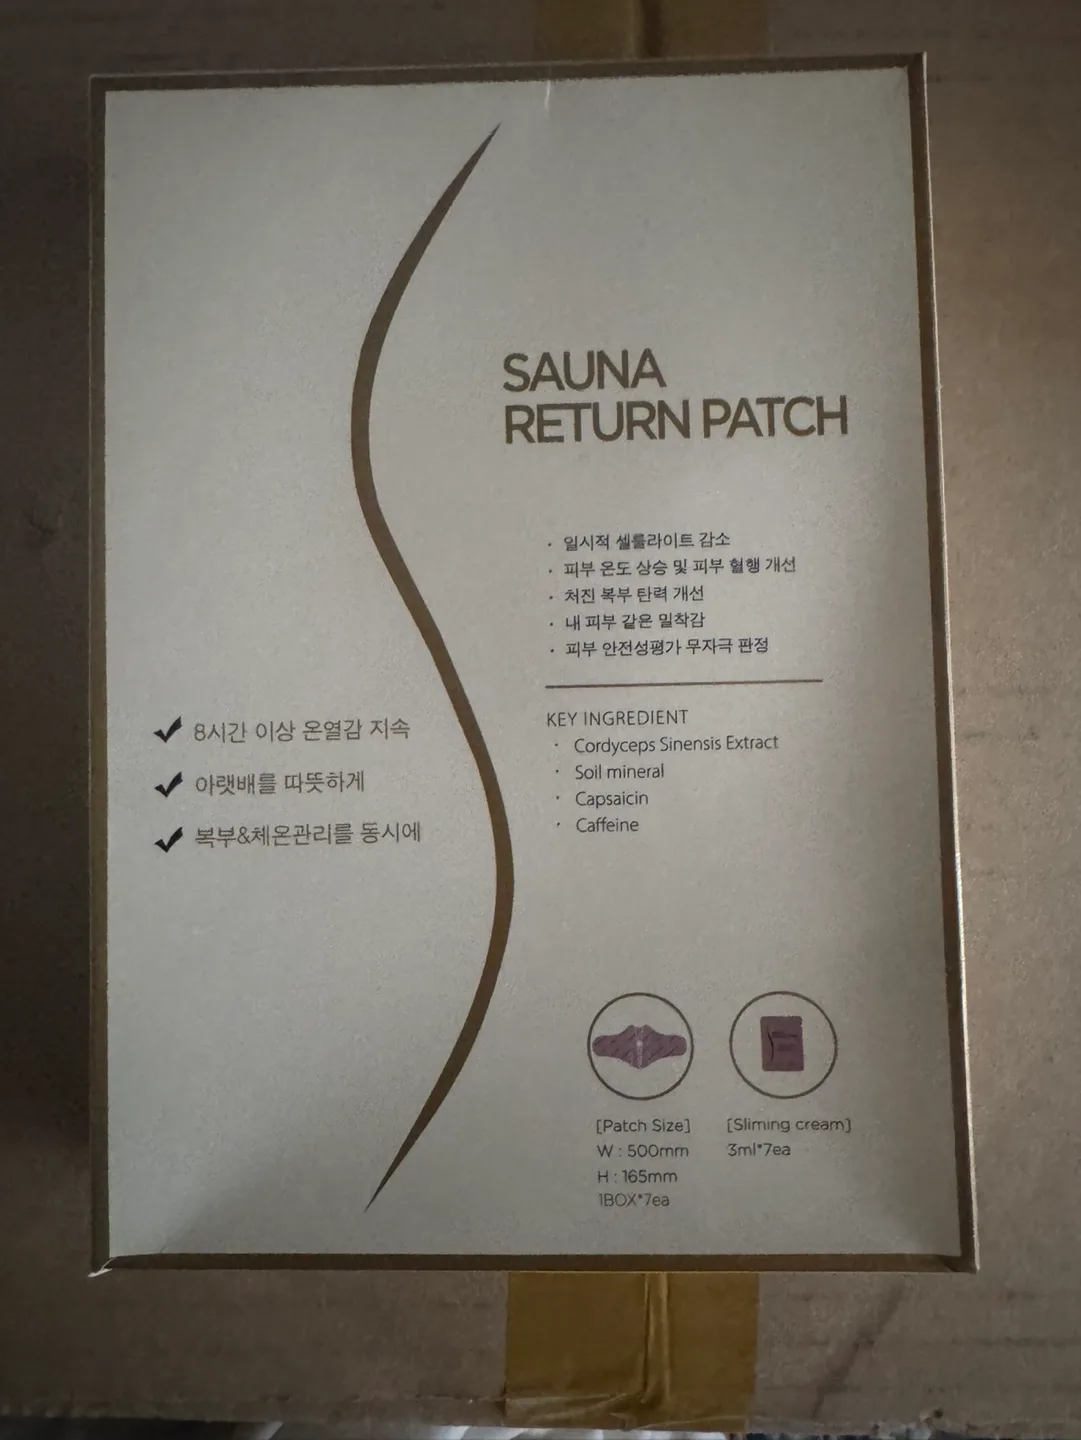 SAUNA
RETURN PATCH
· 일시적 셀룰라이트 감소
· 피부 온도 상승 및 피부 혈행 개선
· 처진 복부 탄력 개선
· 내 피부 같은 밀착감
· 피부 안전성평가 무자극 판정
KEY INGREDIENT
· Cordyceps Sinensis Extract
· Soil mineral
· Capsaicin
· Caffeine
✔ 8시간 이상 온열감 지속
✔ 아랫배를 따뜻하게
✔ 복부&체온관리를 동시에
[Patch Size]
W : 500mm
H : 165mm
1BOX*7ea
[Sliming cream]
3ml*7ea